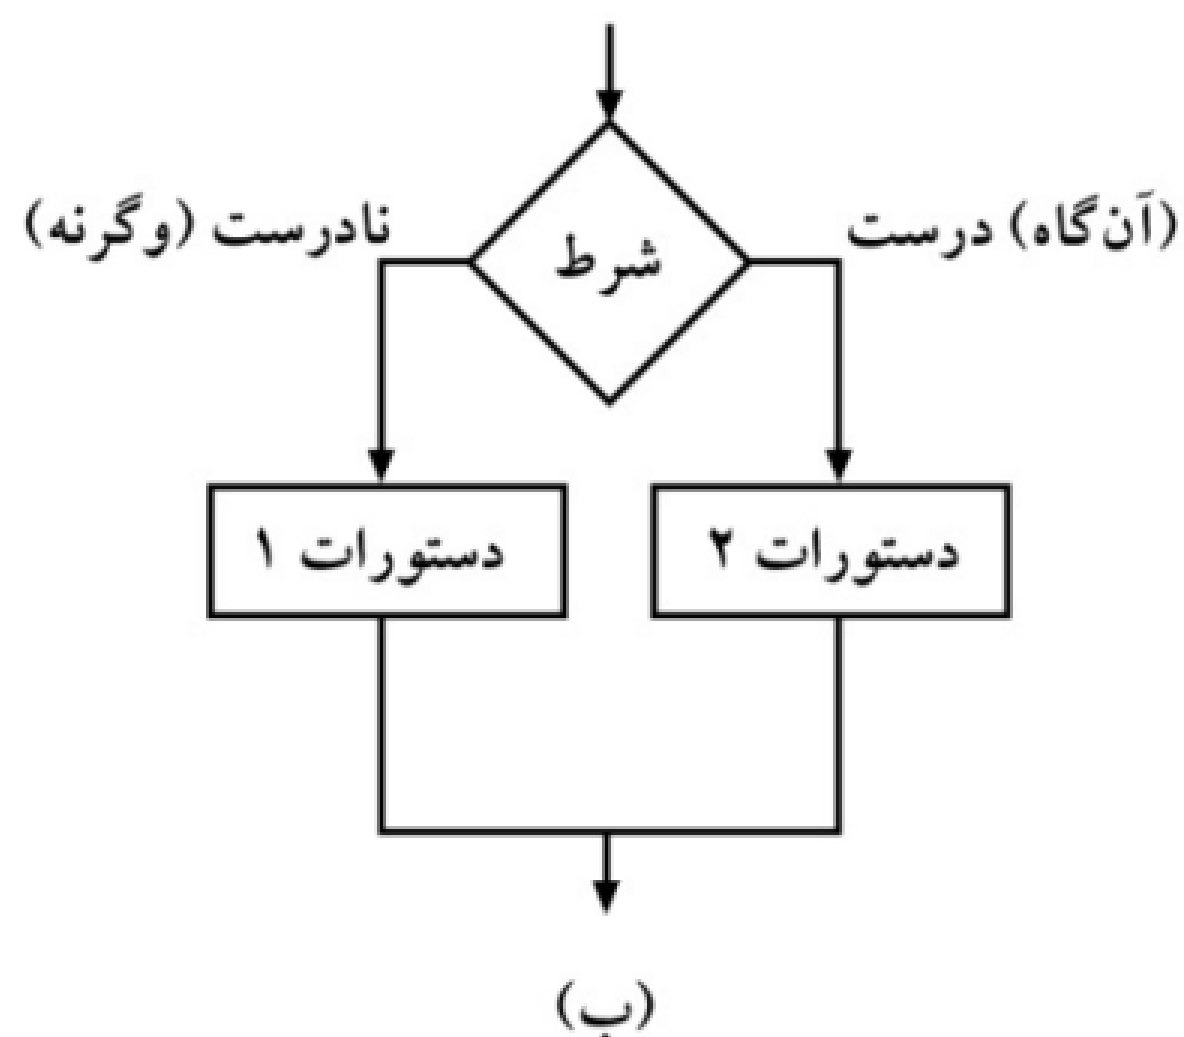 (آن‌گاه) درست
نادرست (وگرنه)
شرط
دستورات ۲
دستورات ۱
(ب)